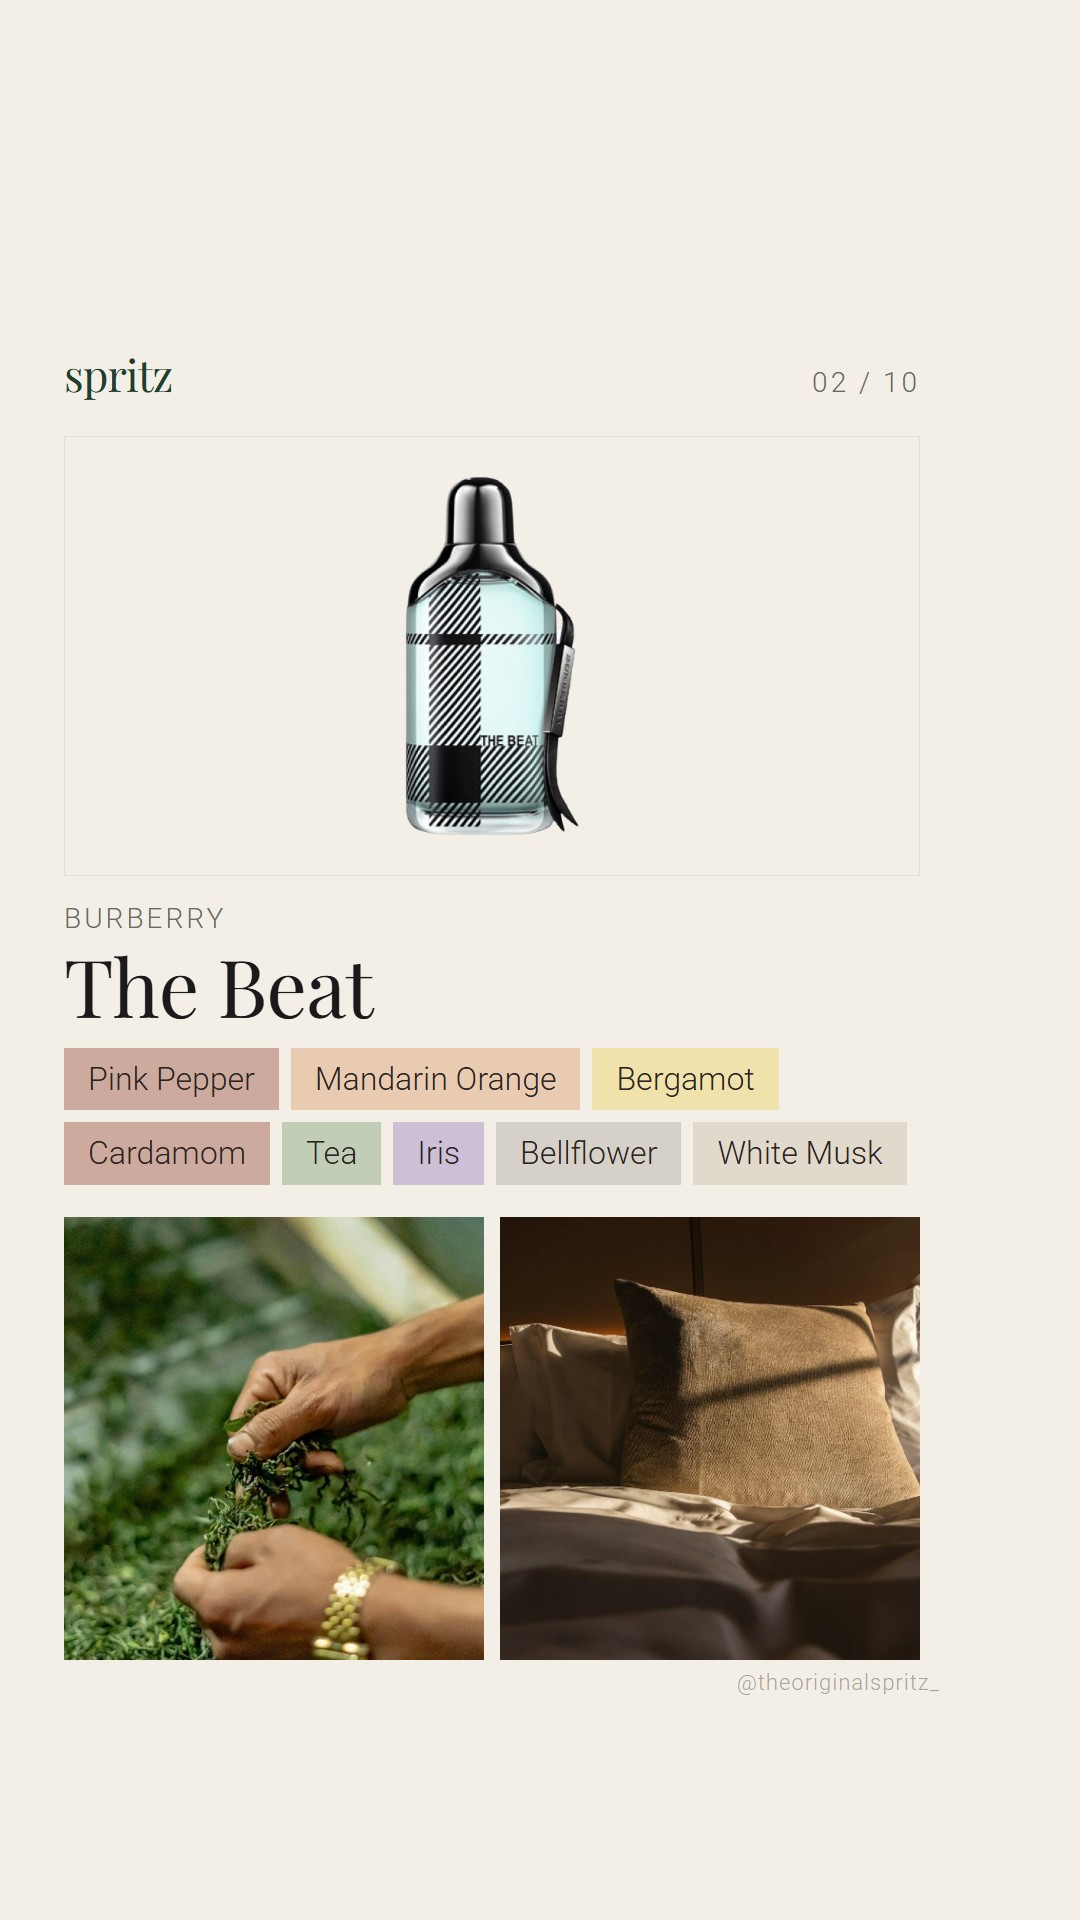 spritz
02 / 10
THE BEAT
BURBERRY
The Beat
Pink Pepper
Mandarin Orange
Bergamot
Cardamom
Tea
Iris
Bellflower
White Musk
@theoriginalspritz_